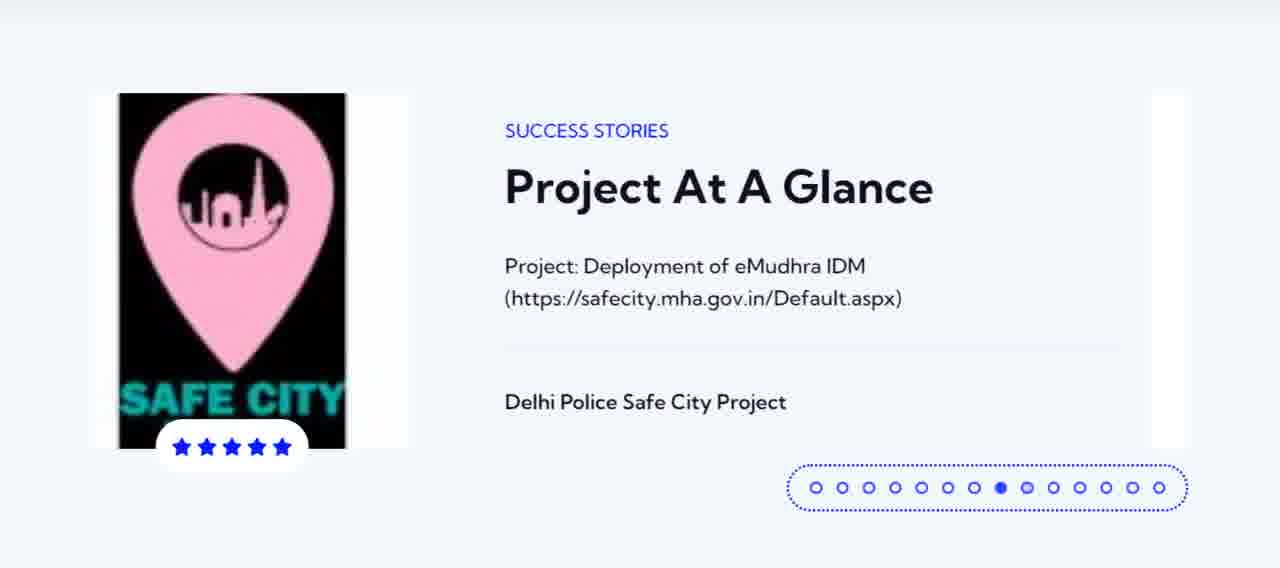 SUCCESS STORIES
Project At A Glance
Project: Deployment of eMudhra IDM
(https://safecity.mha.gov.in/Default.aspx)
SAFE CITY
Delhi Police Safe City Project